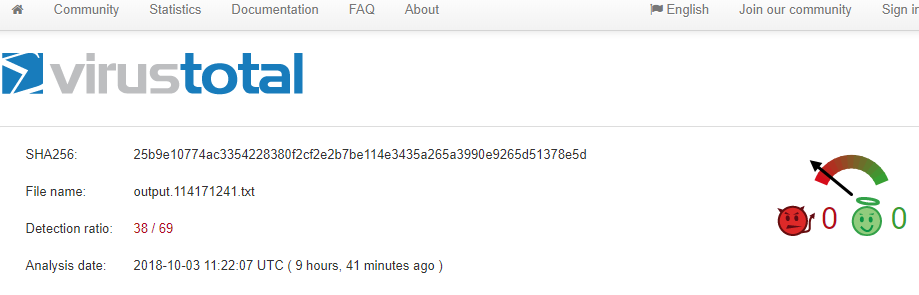 Community Statistics Documentation FAQ About English Join our community Sign in
virustotal
SHA256: 25b9e10774ac3354228380f2cf2e2b7be114e3435a265a3990e9265d51378e5d
File name: output.114171241.txt
Detection ratio: 38 / 69
0 0
Analysis date: 2018-10-03 11:22:07 UTC ( 9 hours, 41 minutes ago )